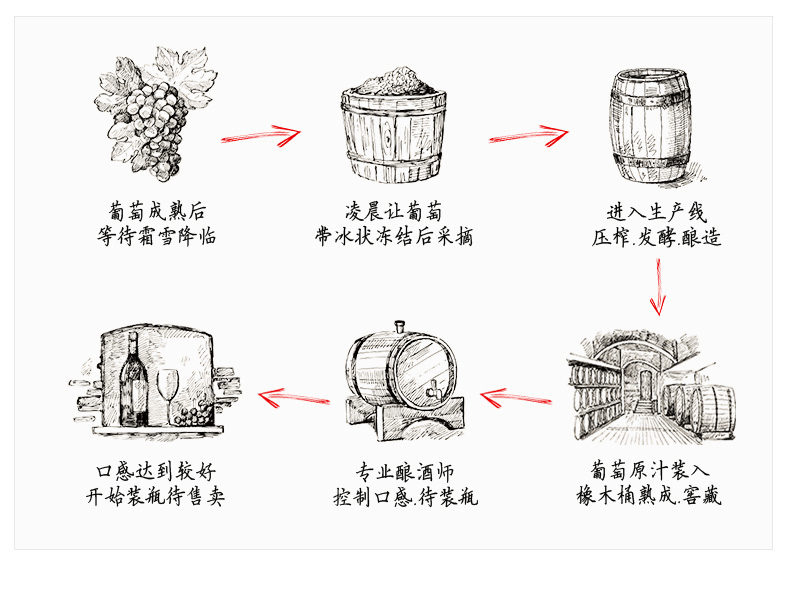 葡萄成熟后
等待霜雪降临
凌晨让葡萄
带冰状冻结后采摘
进入生产线
压榨.发酵.酿造
葡萄原汁装入
橡木桶熟成.窖藏
专业酿酒师
控制口感.待装瓶
口感达到较好
开始装瓶待售卖